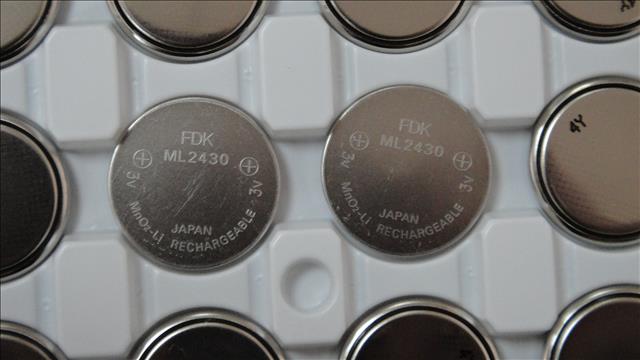 FDK
ML2430
3V 3V
MnO₂-Li RECHARGEABLE
JAPAN
FDK
ML2430
3V 3V
MnO₂-Li RECHARGEABLE
JAPAN
4Y